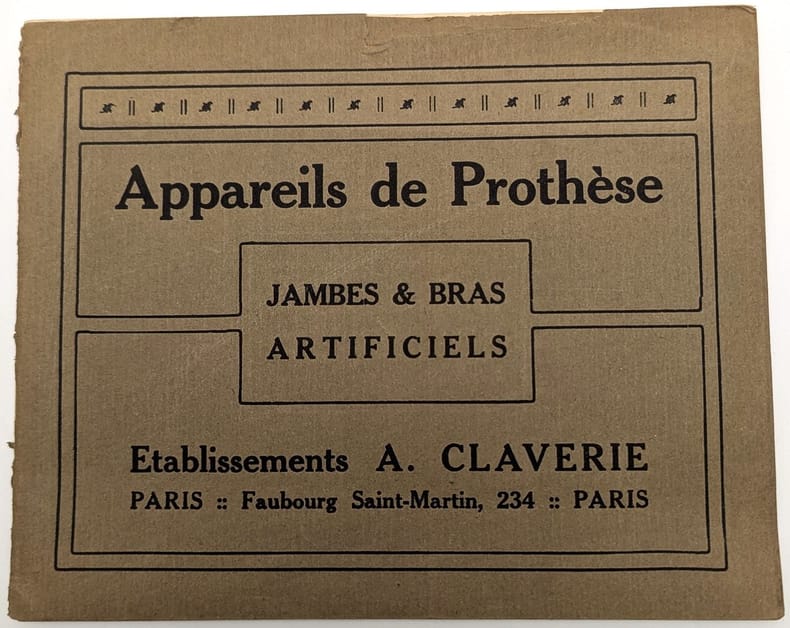 Appareils de Prothèse
JAMBES & BRAS
ARTIFICIELS
Etablissements A. CLAVERIE
PARIS :: Faubourg Saint-Martin, 234 :: PARIS